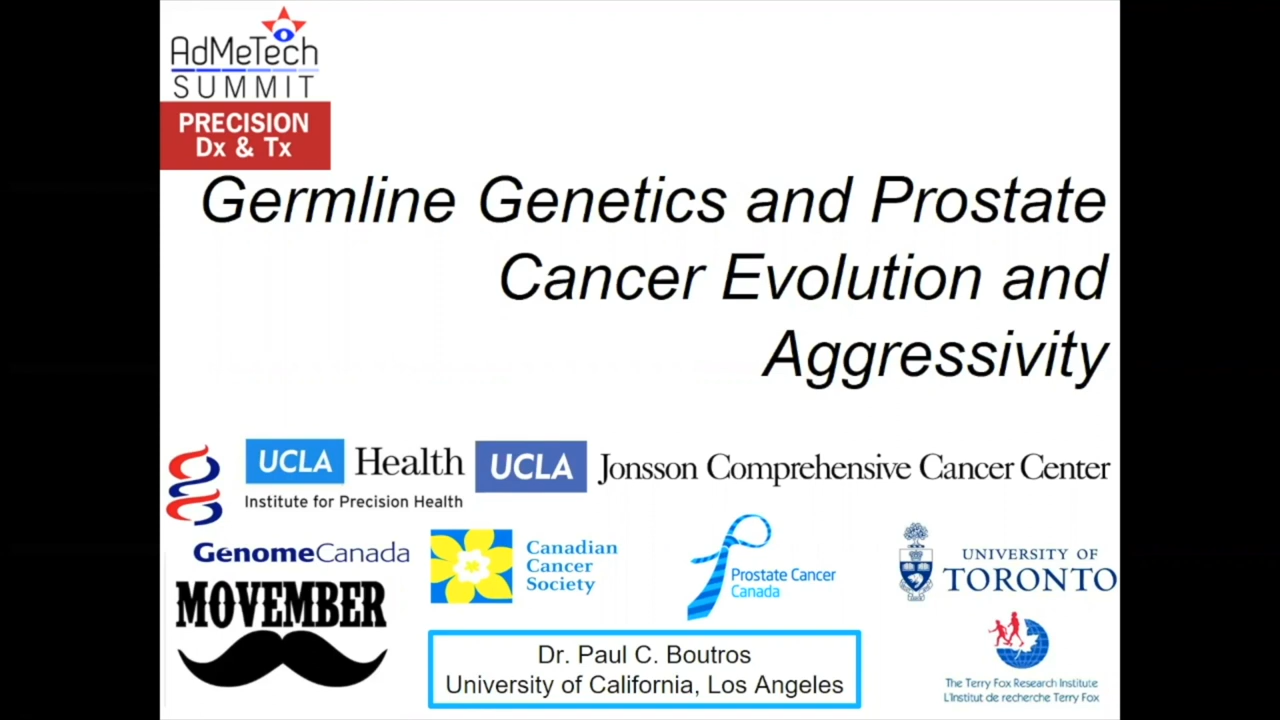 AdMeTech
SUMMIT
PRECISION
Dx & Tx
Germline Genetics and Prostate
Cancer Evolution and
Aggressivity
UCLA Health
Institute for Precision Health
UCLA Jonsson Comprehensive Cancer Center
GenomeCanada
Canadian
Cancer
Society
Prostate Cancer
Canada
UNIVERSITY OF
TORONTO
MOVEMBER
Dr. Paul C. Boutros
University of California, Los Angeles
The Terry Fox Research Institute
L'Institut de recherche Terry Fox